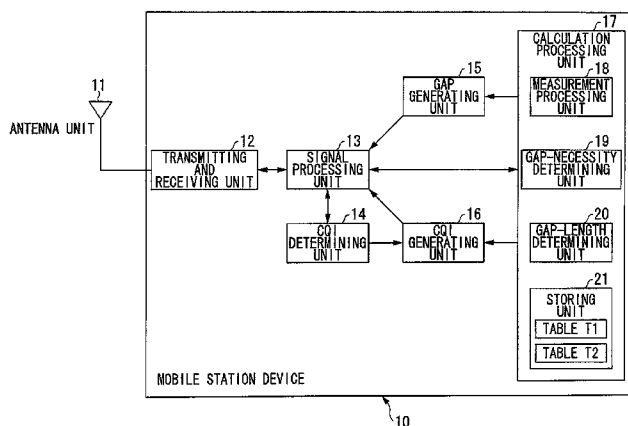 11
ANTENNA UNIT
12
TRANSMITTING
AND
RECEIVING UNIT
13
SIGNAL
PROCESSING
UNIT
14
CQI
DETERMINING
UNIT
15
GAP
GENERATING
UNIT
16
CQI
GENERATING
UNIT
17
CALCULATION
PROCESSING
UNIT
18
MEASUREMENT
PROCESSING
UNIT
19
GAP-NECESSITY
DETERMINING
UNIT
20
GAP-LENGTH
DETERMINING
UNIT
21
STORING
UNIT
TABLE T1
TABLE T2
MOBILE STATION DEVICE
10